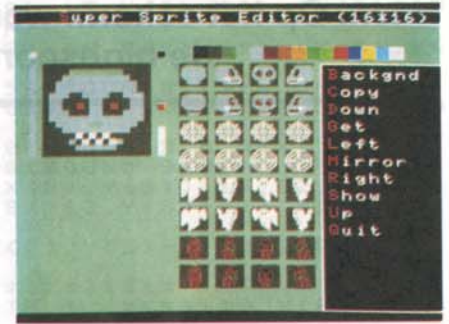 Super Sprite Editor (16X16)
Backgnd
Copy
Down
Get
Left
Mirror
Right
Show
Up
Quit